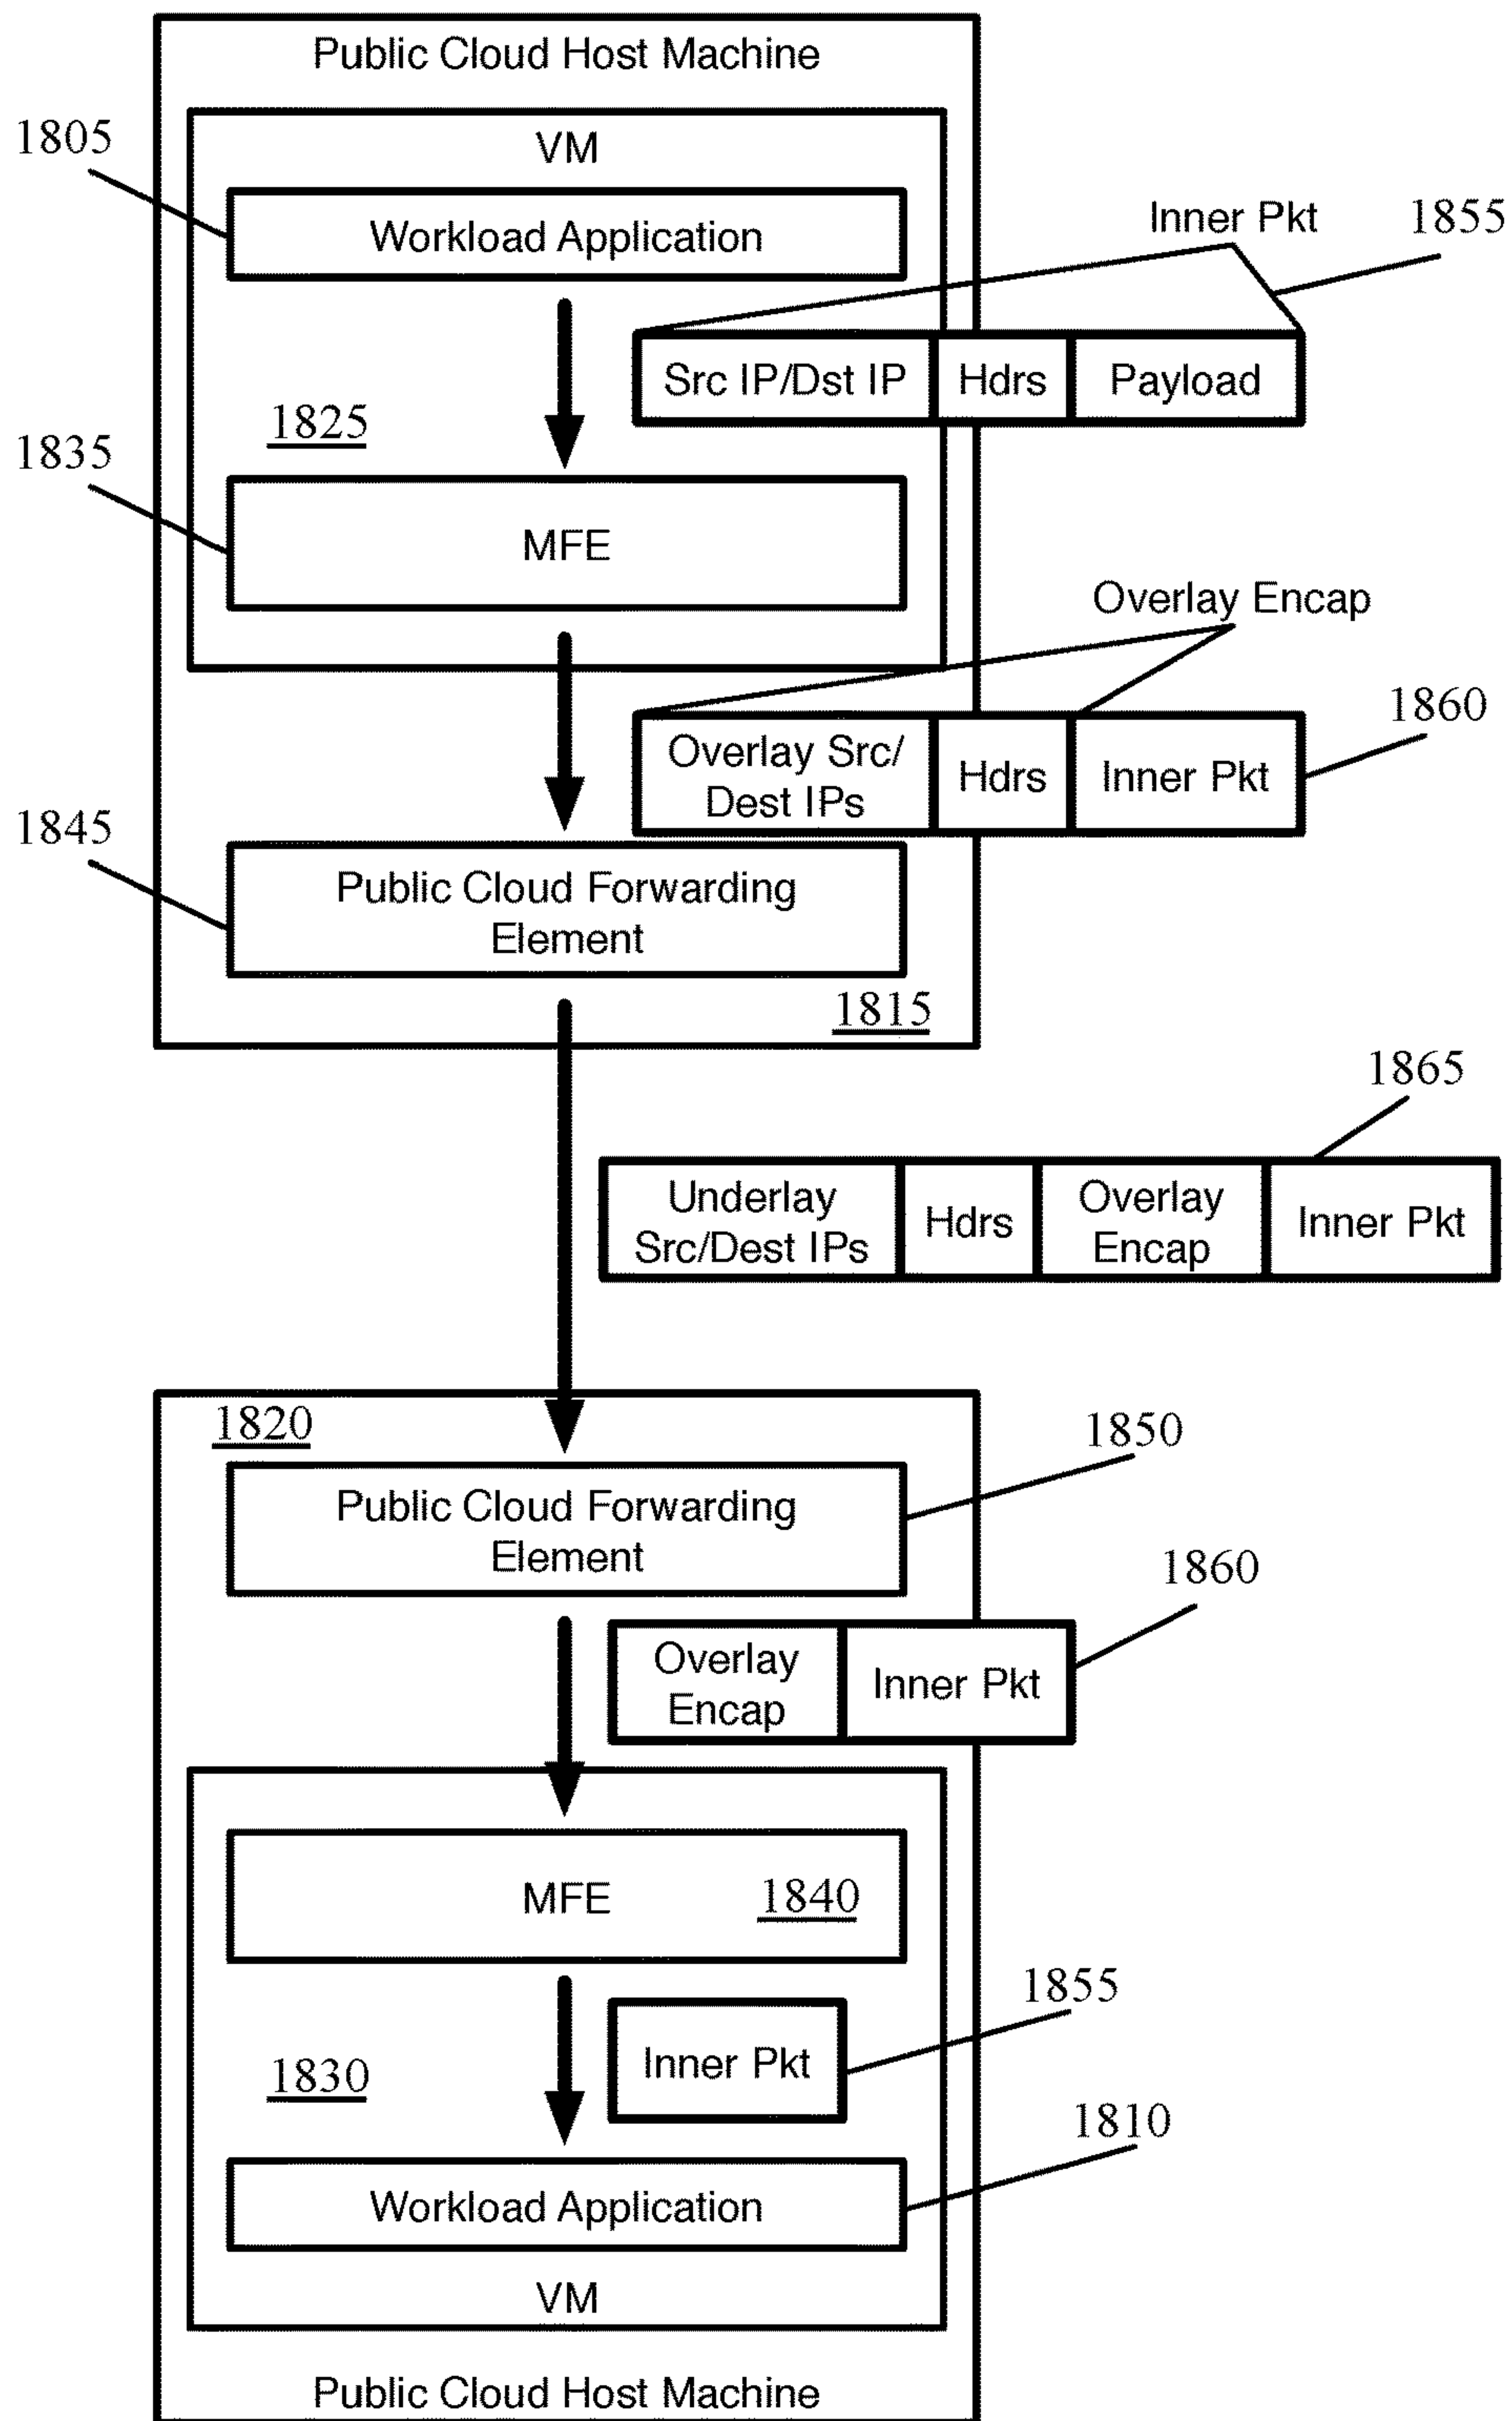 Public Cloud Host Machine
1805
VM
Workload Application
Inner Pkt
1855
Src IP/Dst IP
Hdrs
Payload
1825
1835
MFE
Overlay Encap
1860
Overlay Src/
Dest IPs
Hdrs
Inner Pkt
1845
Public Cloud Forwarding
Element
1815
1865
Underlay
Src/Dest IPs
Hdrs
Overlay
Encap
Inner Pkt
1820
1850
Public Cloud Forwarding
Element
1860
Overlay
Encap
Inner Pkt
MFE
1840
1855
Inner Pkt
1830
1810
Workload Application
VM
Public Cloud Host Machine